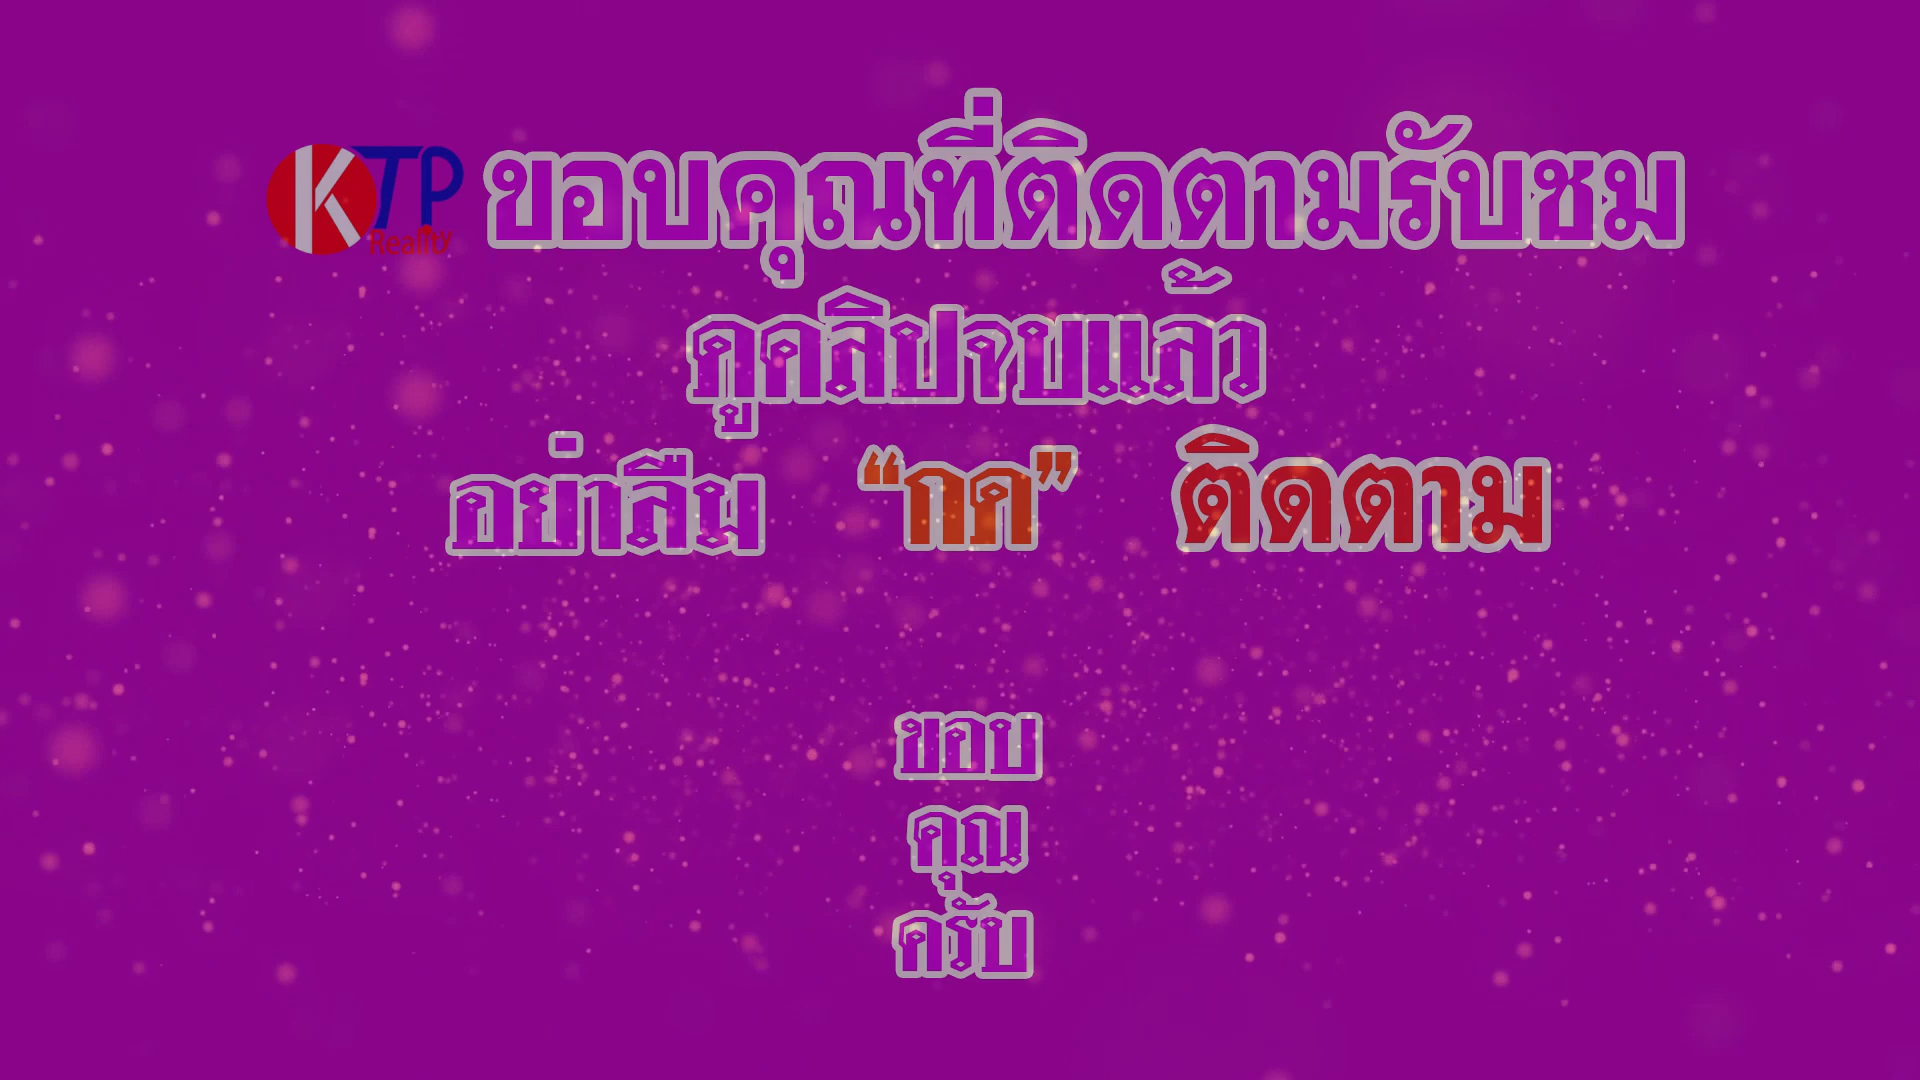 KTP Reality ขอบคุณที่ติดตามรับชม
ดูคลิปจบแล้ว
อย่าลืม “กด” ติดตาม
ขอบ
คุณ
ครับ